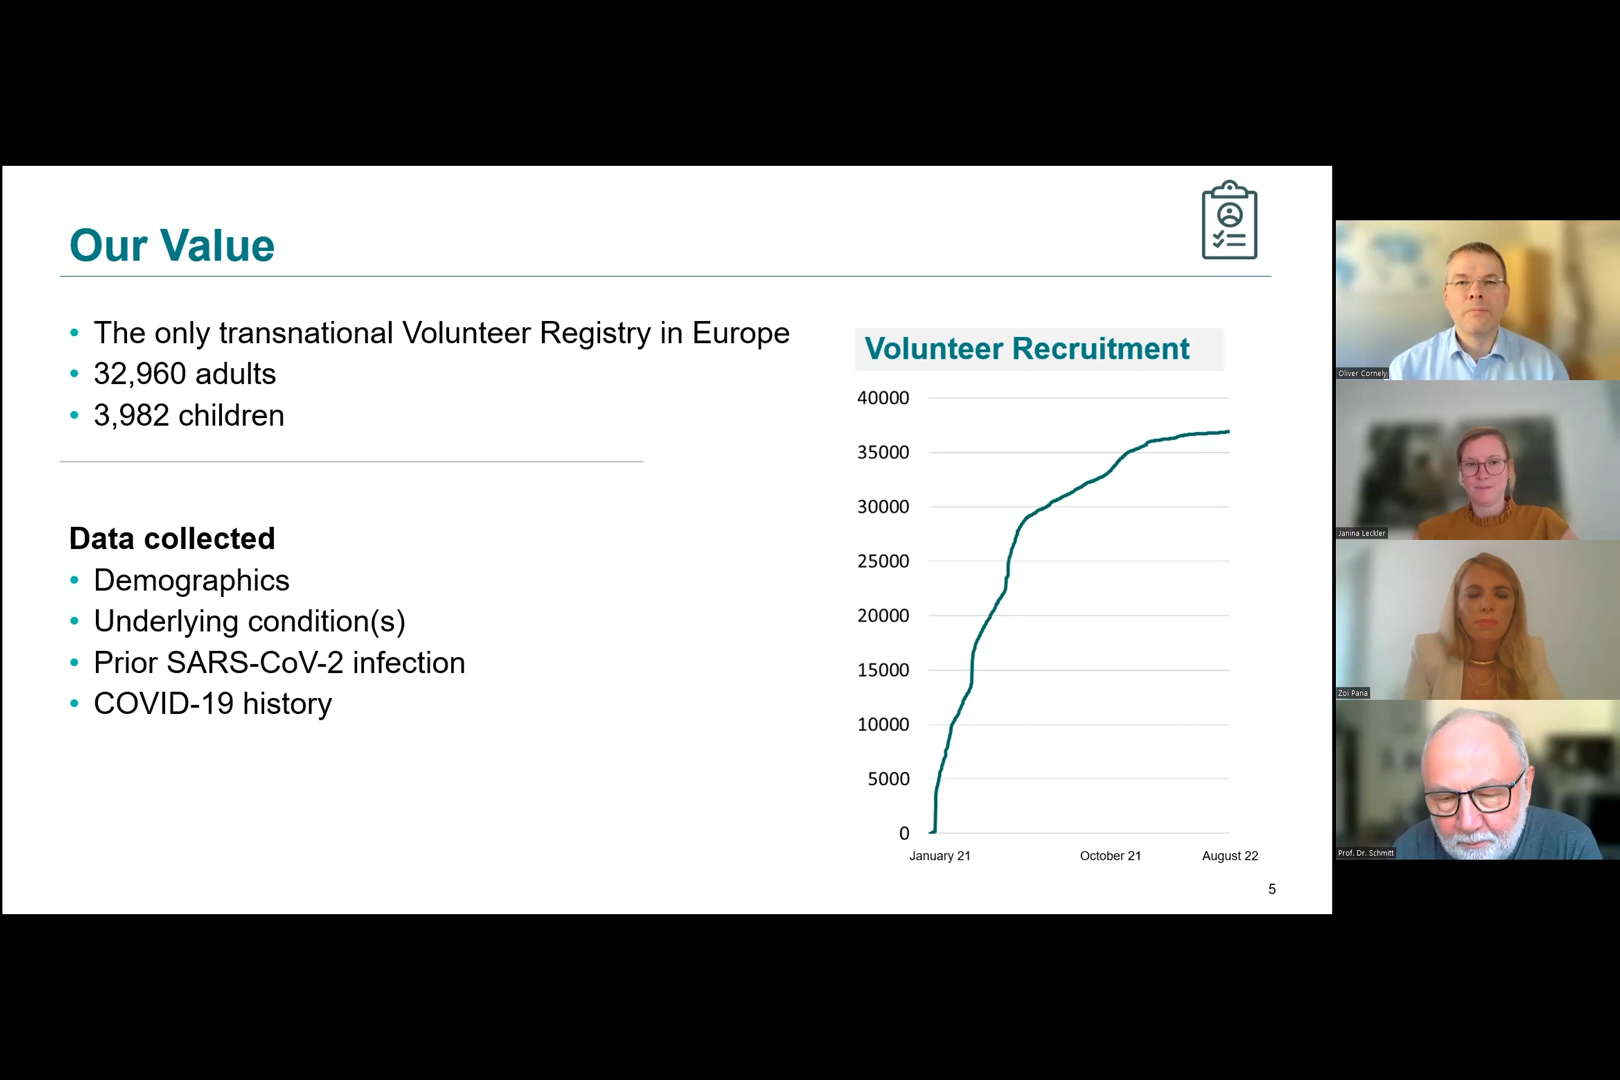 Our Value
The only transnational Volunteer Registry in Europe
32,960 adults
3,982 children
Data collected
Demographics
Underlying condition(s)
Prior SARS-CoV-2 infection
COVID-19 history
Volunteer Recruitment
40000
35000
30000
25000
20000
15000
10000
5000
0
January 21
October 21
August 22
5
Oliver Cornely
Janina Leckler
Zoi Pana
Prof. Dr. Schmitt